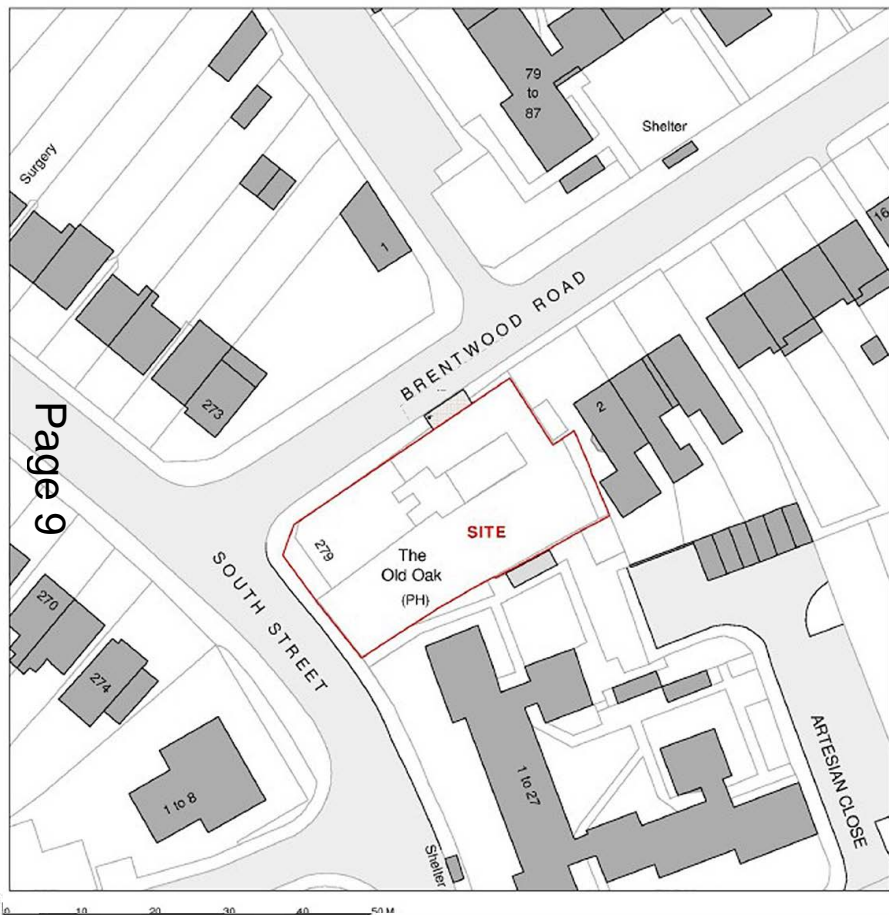 79
to
87
Shelter
Surgery
16
1
BRENTWOOD ROAD
2
273
Page 9
SITE
279
The
Old Oak
(PH)
SOUTH STREET
270
274
1 to 8
1 to 27
ARTESIAN CLOSE
Shelter
0 10 20 30 40 50 M